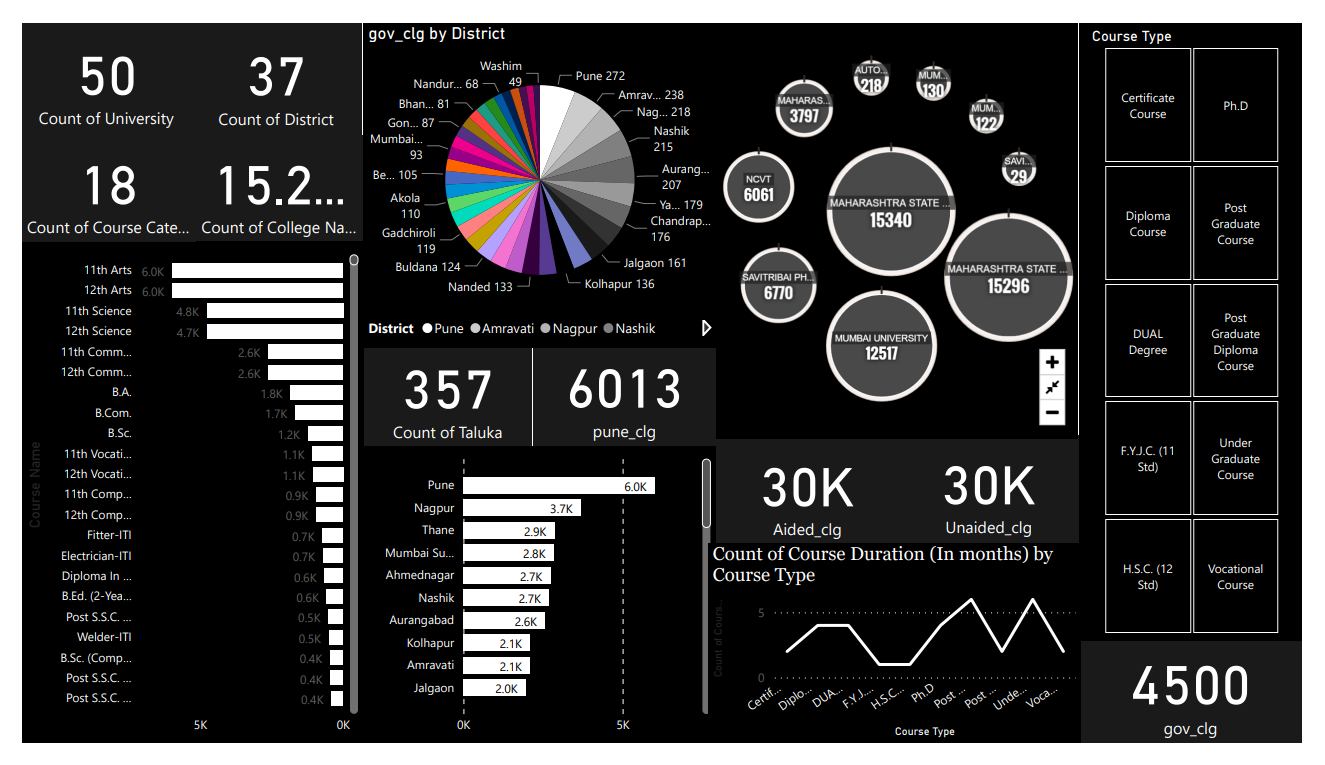 50
Count of University
37
Count of District
18
Count of Course Cate...
15.2...
Count of College Na...
Course Name
11th Arts 6.0K
12th Arts 6.0K
11th Science 4.8K
12th Science 4.7K
11th Comm... 2.6K
12th Comm... 2.6K
B.A. 1.8K
B.Com. 1.7K
B.Sc. 1.2K
11th Vocati... 1.1K
12th Vocati... 1.1K
11th Comp... 0.9K
12th Comp... 0.9K
Fitter-ITI 0.7K
Electrician-ITI 0.7K
Diploma In ... 0.6K
B.Ed. (2-Yea... 0.6K
Post S.S.C. ... 0.5K
Welder-ITI 0.5K
B.Sc. (Comp... 0.4K
Post S.S.C. ... 0.4K
Post S.S.C. ... 0.4K
5K 0K
gov_clg by District
Pune 272
Amrav... 238
Nag... 218
Nashik
215
Aurang...
207
Ya... 179
Chandrap...
176
Jalgaon 161
Kolhapur 136
Nanded 133
Buldana 124
Gadchiroli
119
Akola
110
Be... 105
Mumbai...
93
Gon... 87
Bhan... 81
Nandur... 68
Washim
49
District Pune Amravati Nagpur Nashik
357
Count of Taluka
6013
pune_clg
Pune 6.0K
Nagpur 3.7K
Thane 2.9K
Mumbai Su... 2.8K
Ahmednagar 2.7K
Nashik 2.7K
Aurangabad 2.6K
Kolhapur 2.1K
Amravati 2.1K
Jalgaon 2.0K
0K 5K
AUTO...
218
MUM...
130
MAHARAS...
3797
MUM...
122
SAVI...
29
NCVT
6061
MAHARASHTRA STATE ...
15340
MAHARASHTRA STATE ...
15296
SAVITRIBAI PH...
6770
MUMBAI UNIVERSITY
12517
30K
Aided_clg
30K
Unaided_clg
Count of Course Duration (In months) by
Course Type
Count of Cours...
5
0
Certif...
Diplo...
DUA...
F.Y.J....
H.S.C...
Ph.D
Post ...
Post ...
Unde...
Voca...
Course Type
Course Type
Certificate
Course
Ph.D
Diploma
Course
Post
Graduate
Course
DUAL
Degree
Post
Graduate
Diploma
Course
F.Y.J.C. (11
Std)
Under
Graduate
Course
H.S.C. (12
Std)
Vocational
Course
4500
gov_clg